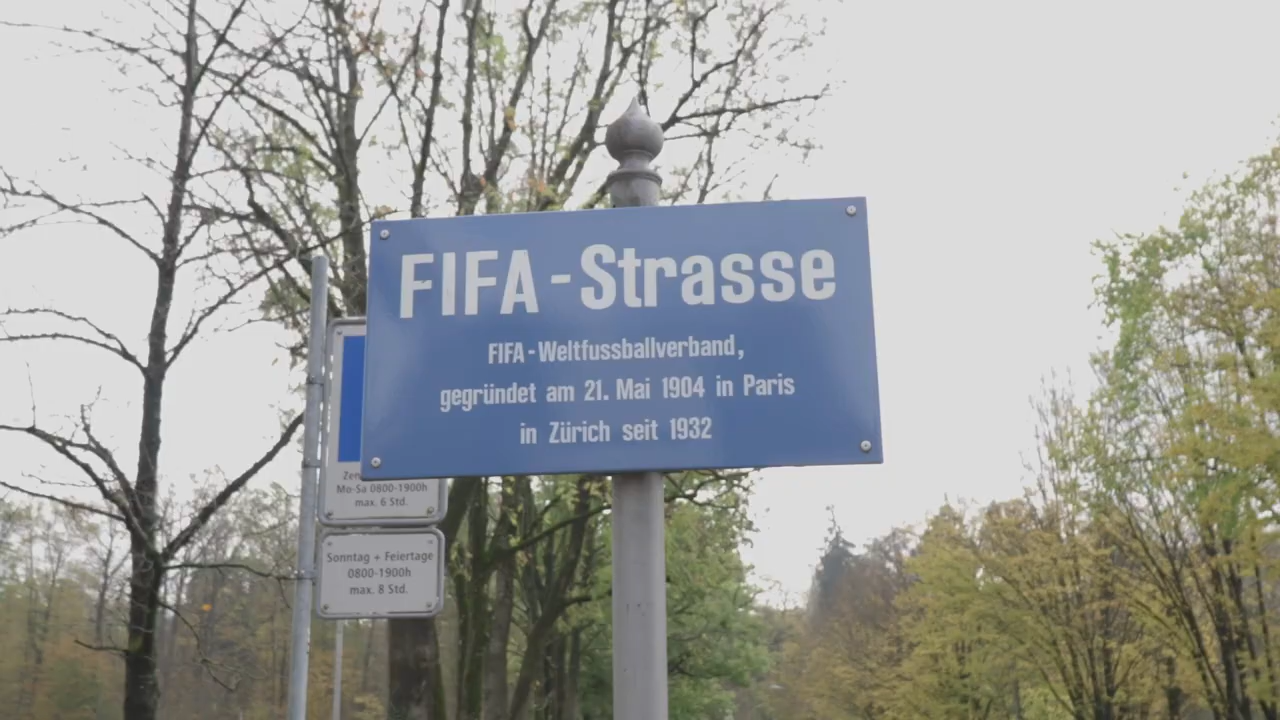 FIFA-Strasse
FIFA-Weltfussballverband,
gegründet am 21. Mai 1904 in Paris
in Zürich seit 1932
Mo-Sa 0800-1900h
max. 6 Std.
Sonntag + Feiertage
0800-1900h
max. 8 Std.